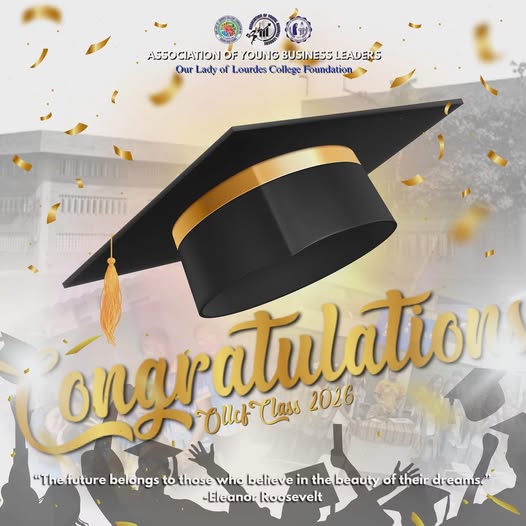 ASSOCIATION OF YOUNG BUSINESS LEADERS
Our Lady of Lourdes College Foundation
Congratulations
Ollcf Class 2026
“The future belongs to those who believe in the beauty of their dreams.”
-Eleanor Roosevelt